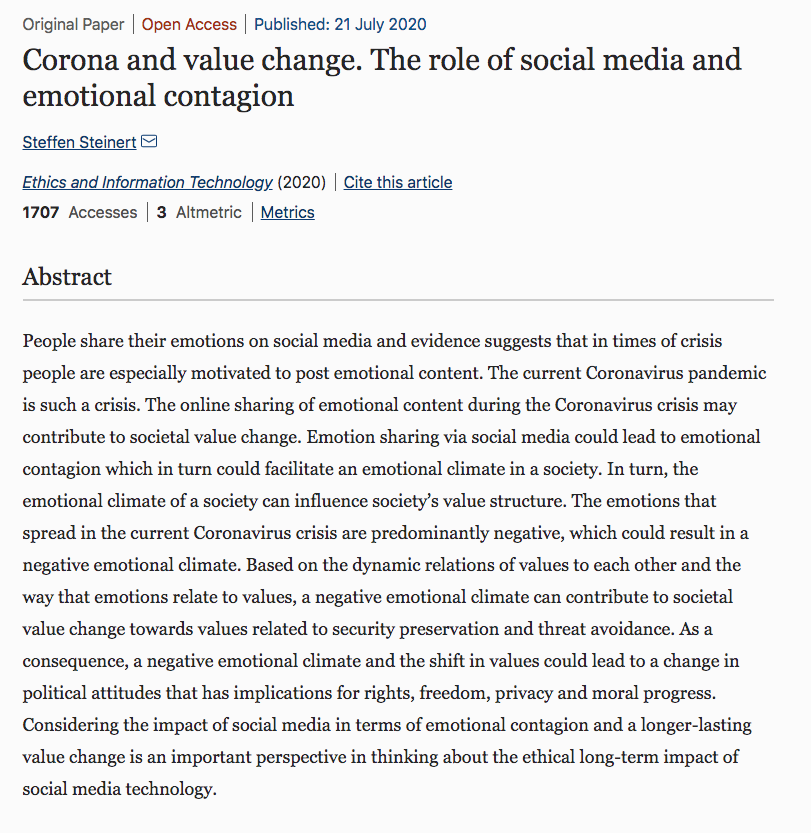 Original Paper | Open Access | Published: 21 July 2020
Corona and value change. The role of social media and
emotional contagion
Steffen Steinert
Ethics and Information Technology (2020) | Cite this article
1707 Accesses | 3 Altmetric | Metrics
Abstract
People share their emotions on social media and evidence suggests that in times of crisis
people are especially motivated to post emotional content. The current Coronavirus pandemic
is such a crisis. The online sharing of emotional content during the Coronavirus crisis may
contribute to societal value change. Emotion sharing via social media could lead to emotional
contagion which in turn could facilitate an emotional climate in a society. In turn, the
emotional climate of a society can influence society’s value structure. The emotions that
spread in the current Coronavirus crisis are predominantly negative, which could result in a
negative emotional climate. Based on the dynamic relations of values to each other and the
way that emotions relate to values, a negative emotional climate can contribute to societal
value change towards values related to security preservation and threat avoidance. As a
consequence, a negative emotional climate and the shift in values could lead to a change in
political attitudes that has implications for rights, freedom, privacy and moral progress.
Considering the impact of social media in terms of emotional contagion and a longer-lasting
value change is an important perspective in thinking about the ethical long-term impact of
social media technology.